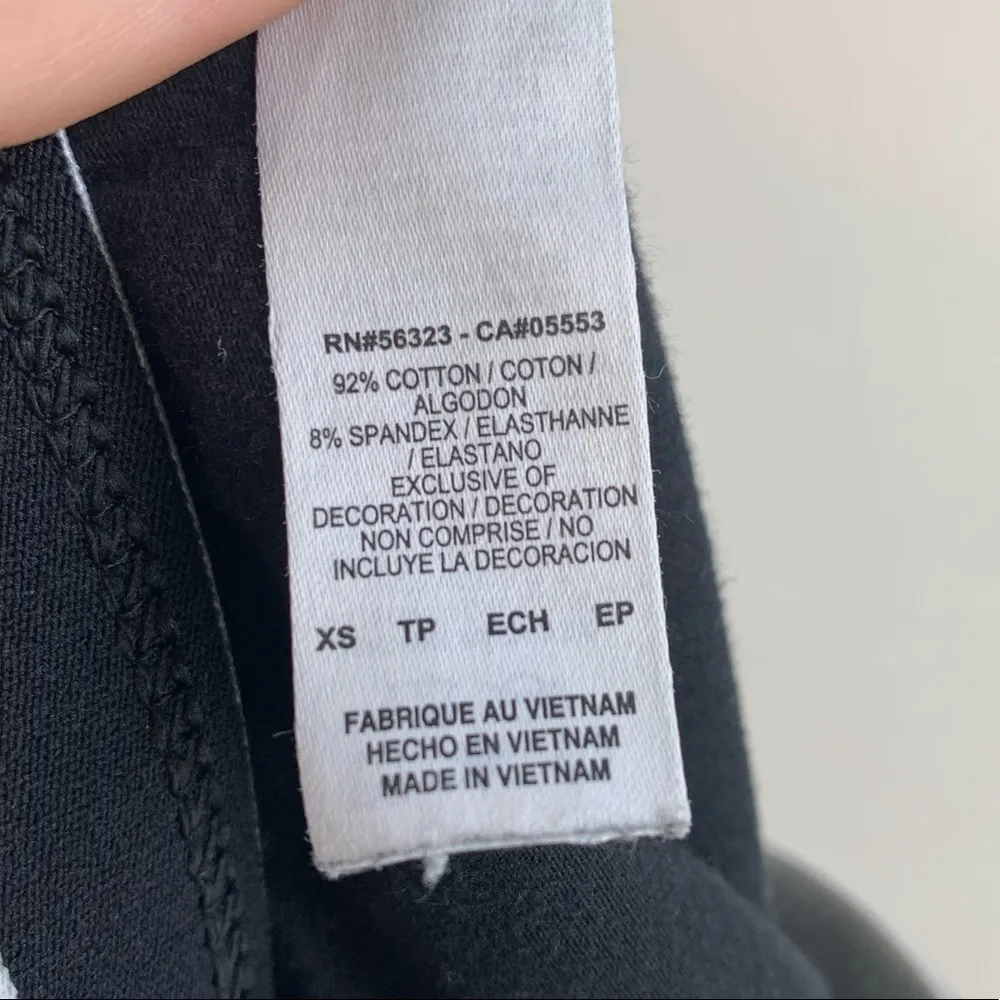 RN#56323 - CA#05553
92% COTTON / COTON /
ALGODON
8% SPANDEX / ELASTHANNE
/ ELASTANO
EXCLUSIVE OF
DECORATION / DECORATION
NON COMPRISE / NO
INCLUYE LA DECORACION
XS TP ECH EP
FABRIQUE AU VIETNAM
HECHO EN VIETNAM
MADE IN VIETNAM